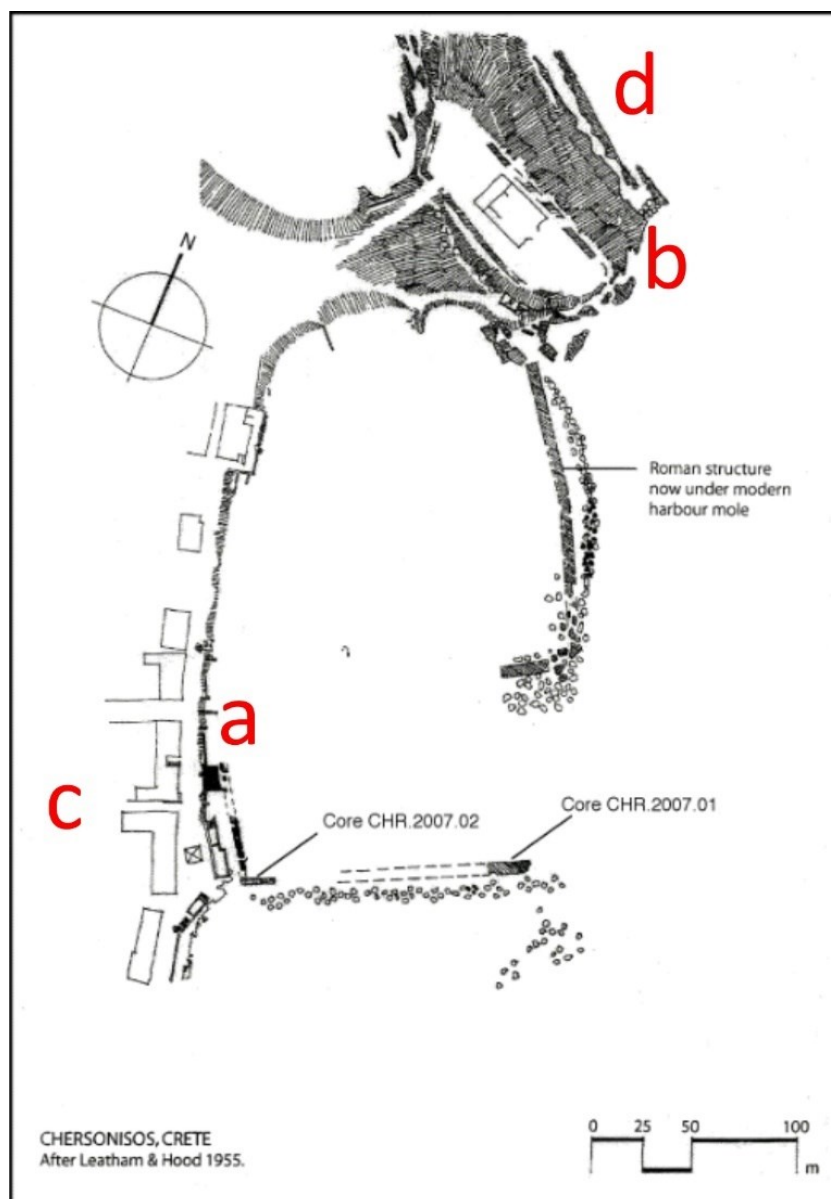 d
N
b
Roman structure
now under modern
harbour mole
a
c
Core CHR.2007.01
Core CHR.2007.02
CHERSONISOS, CRETE
After Leatham & Hood 1955.
0 25 50 100
m